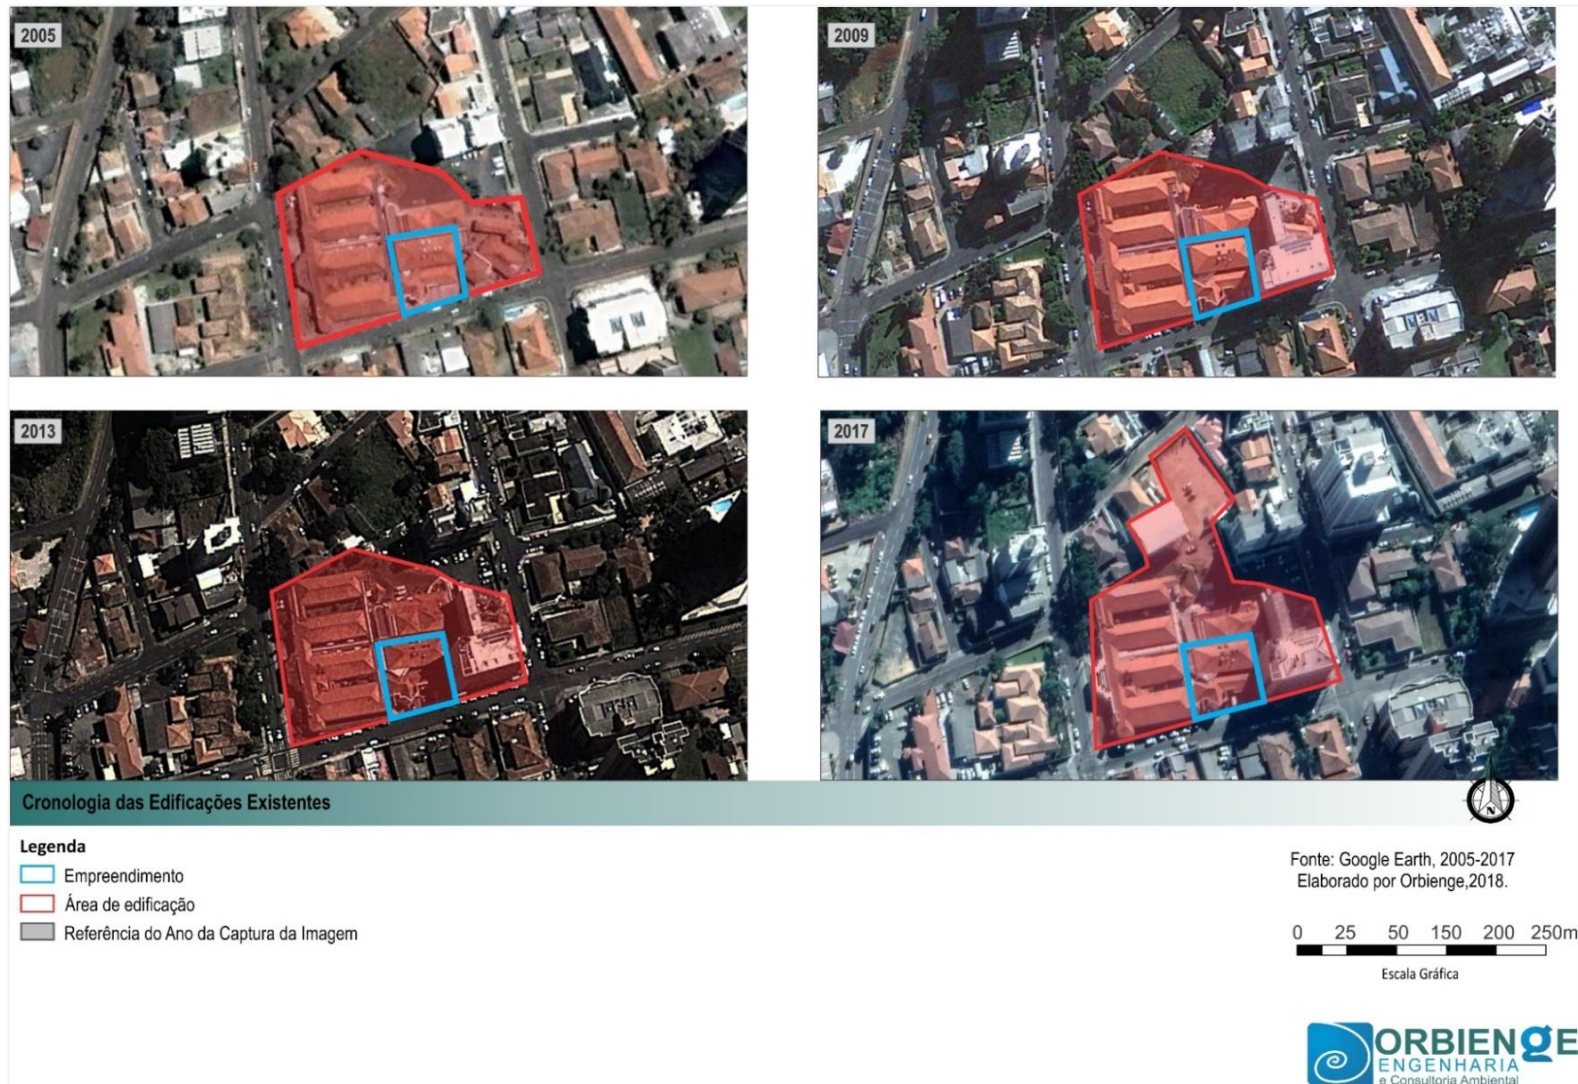 2005
2009
2013
2017
Cronologia das Edificações Existentes
N
Legenda
Empreendimento
Área de edificação
Referência do Ano da Captura da Imagem
Fonte: Google Earth, 2005-2017
Elaborado por Orbienge,2018.
0 25 50 150 200 250m
Escala Gráfica
ORBIENgE
ENGENHARIA
e Consultoria Ambiental